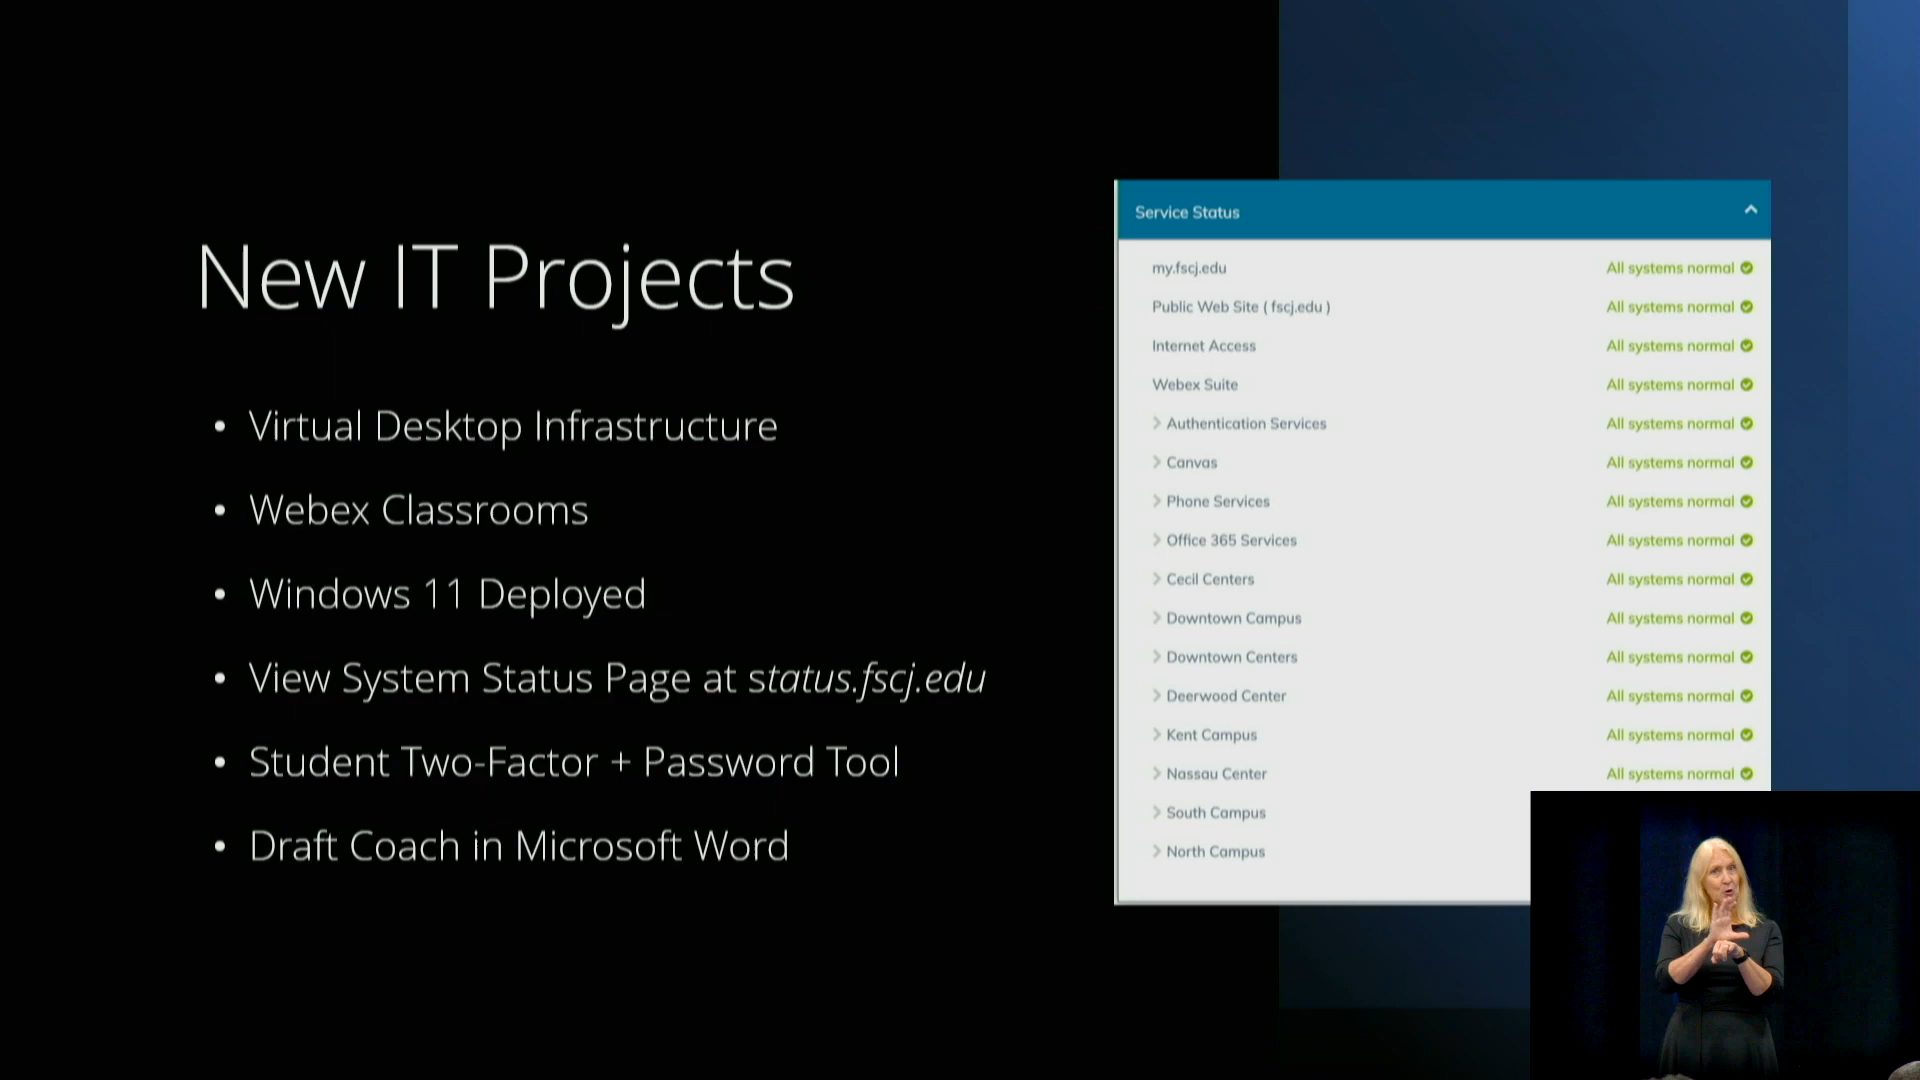 New IT Projects
• Virtual Desktop Infrastructure
• Webex Classrooms
• Windows 11 Deployed
• View System Status Page at status.fscj.edu
• Student Two-Factor + Password Tool
• Draft Coach in Microsoft Word
Service Status
my.fscj.edu All systems normal
Public Web Site ( fscj.edu ) All systems normal
Internet Access All systems normal
Webex Suite All systems normal
Authentication Services All systems normal
Canvas All systems normal
Phone Services All systems normal
Office 365 Services All systems normal
Cecil Centers All systems normal
Downtown Campus All systems normal
Downtown Centers All systems normal
Deerwood Center All systems normal
Kent Campus All systems normal
Nassau Center All systems normal
South Campus
North Campus